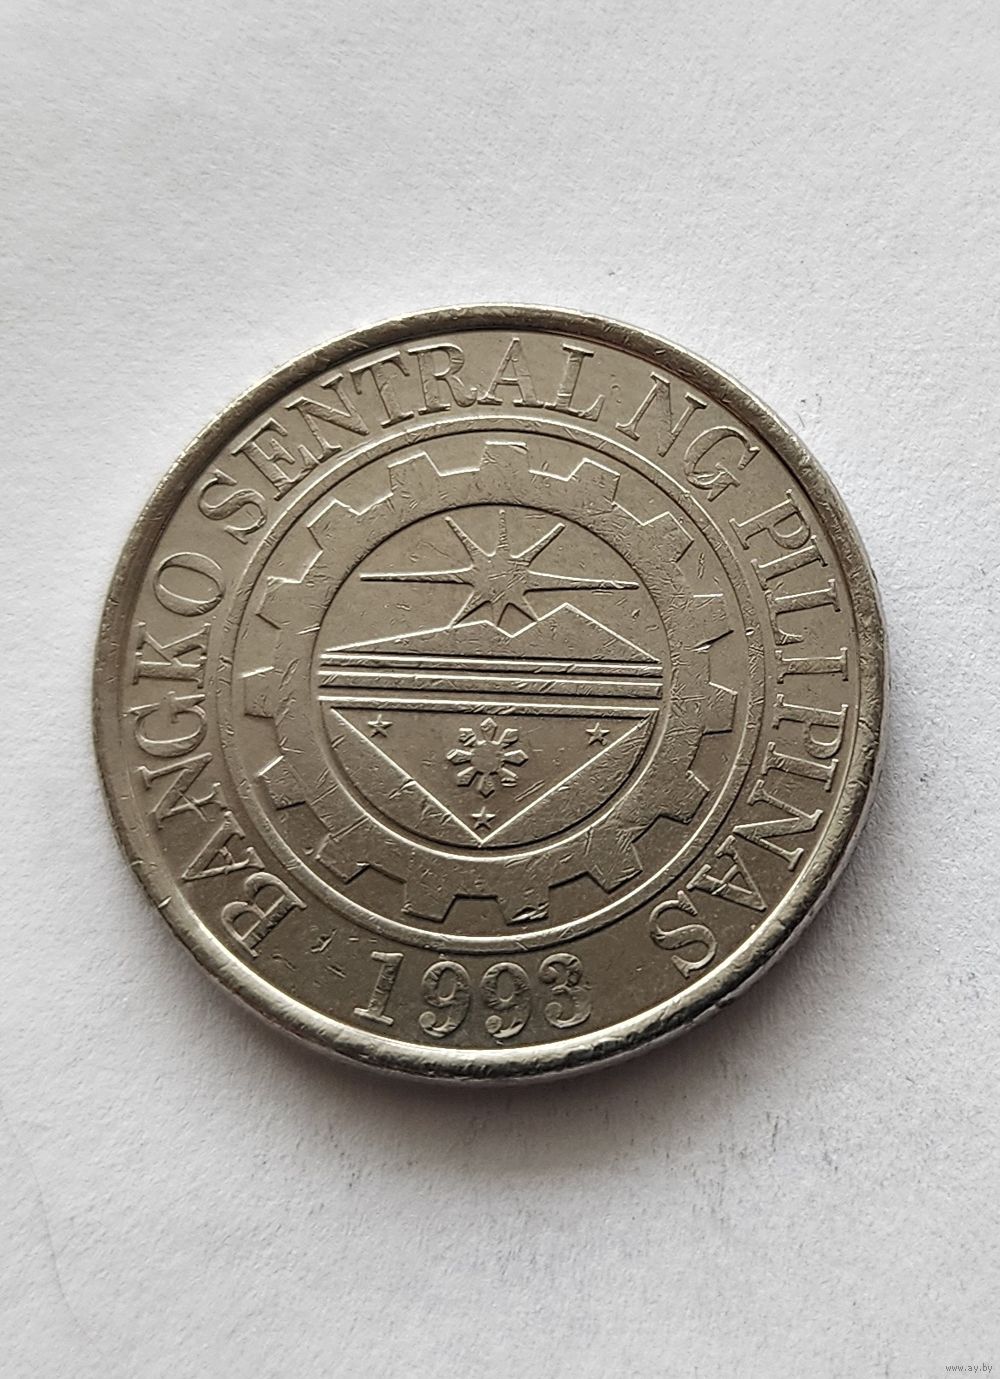 BANGKO SENTRAL NG PILIPINAS
1993
www.ay.by